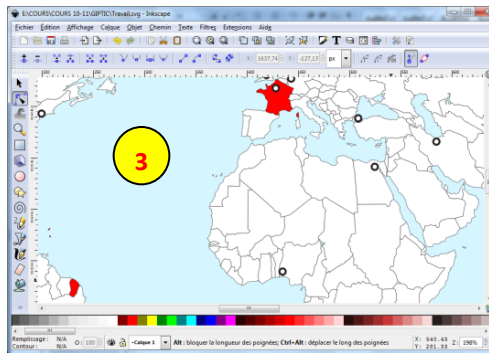 E:\COURS\COURS 10-11\GIPTIC\Travail.svg - Inkscape
Fichier Édition Affichage Calque Objet Chemin Texte Filtres Extensions Aide
X: 1637,74 Y: -127,13 px
3
Remplissage: N/A
Contour: N/A
O: 100
-Calque 1
Alt : bloquer la longueur des poignées; Ctrl+Alt : déplacer le long des poignées
X: 940.49
Y: 281.93
Z: 198%